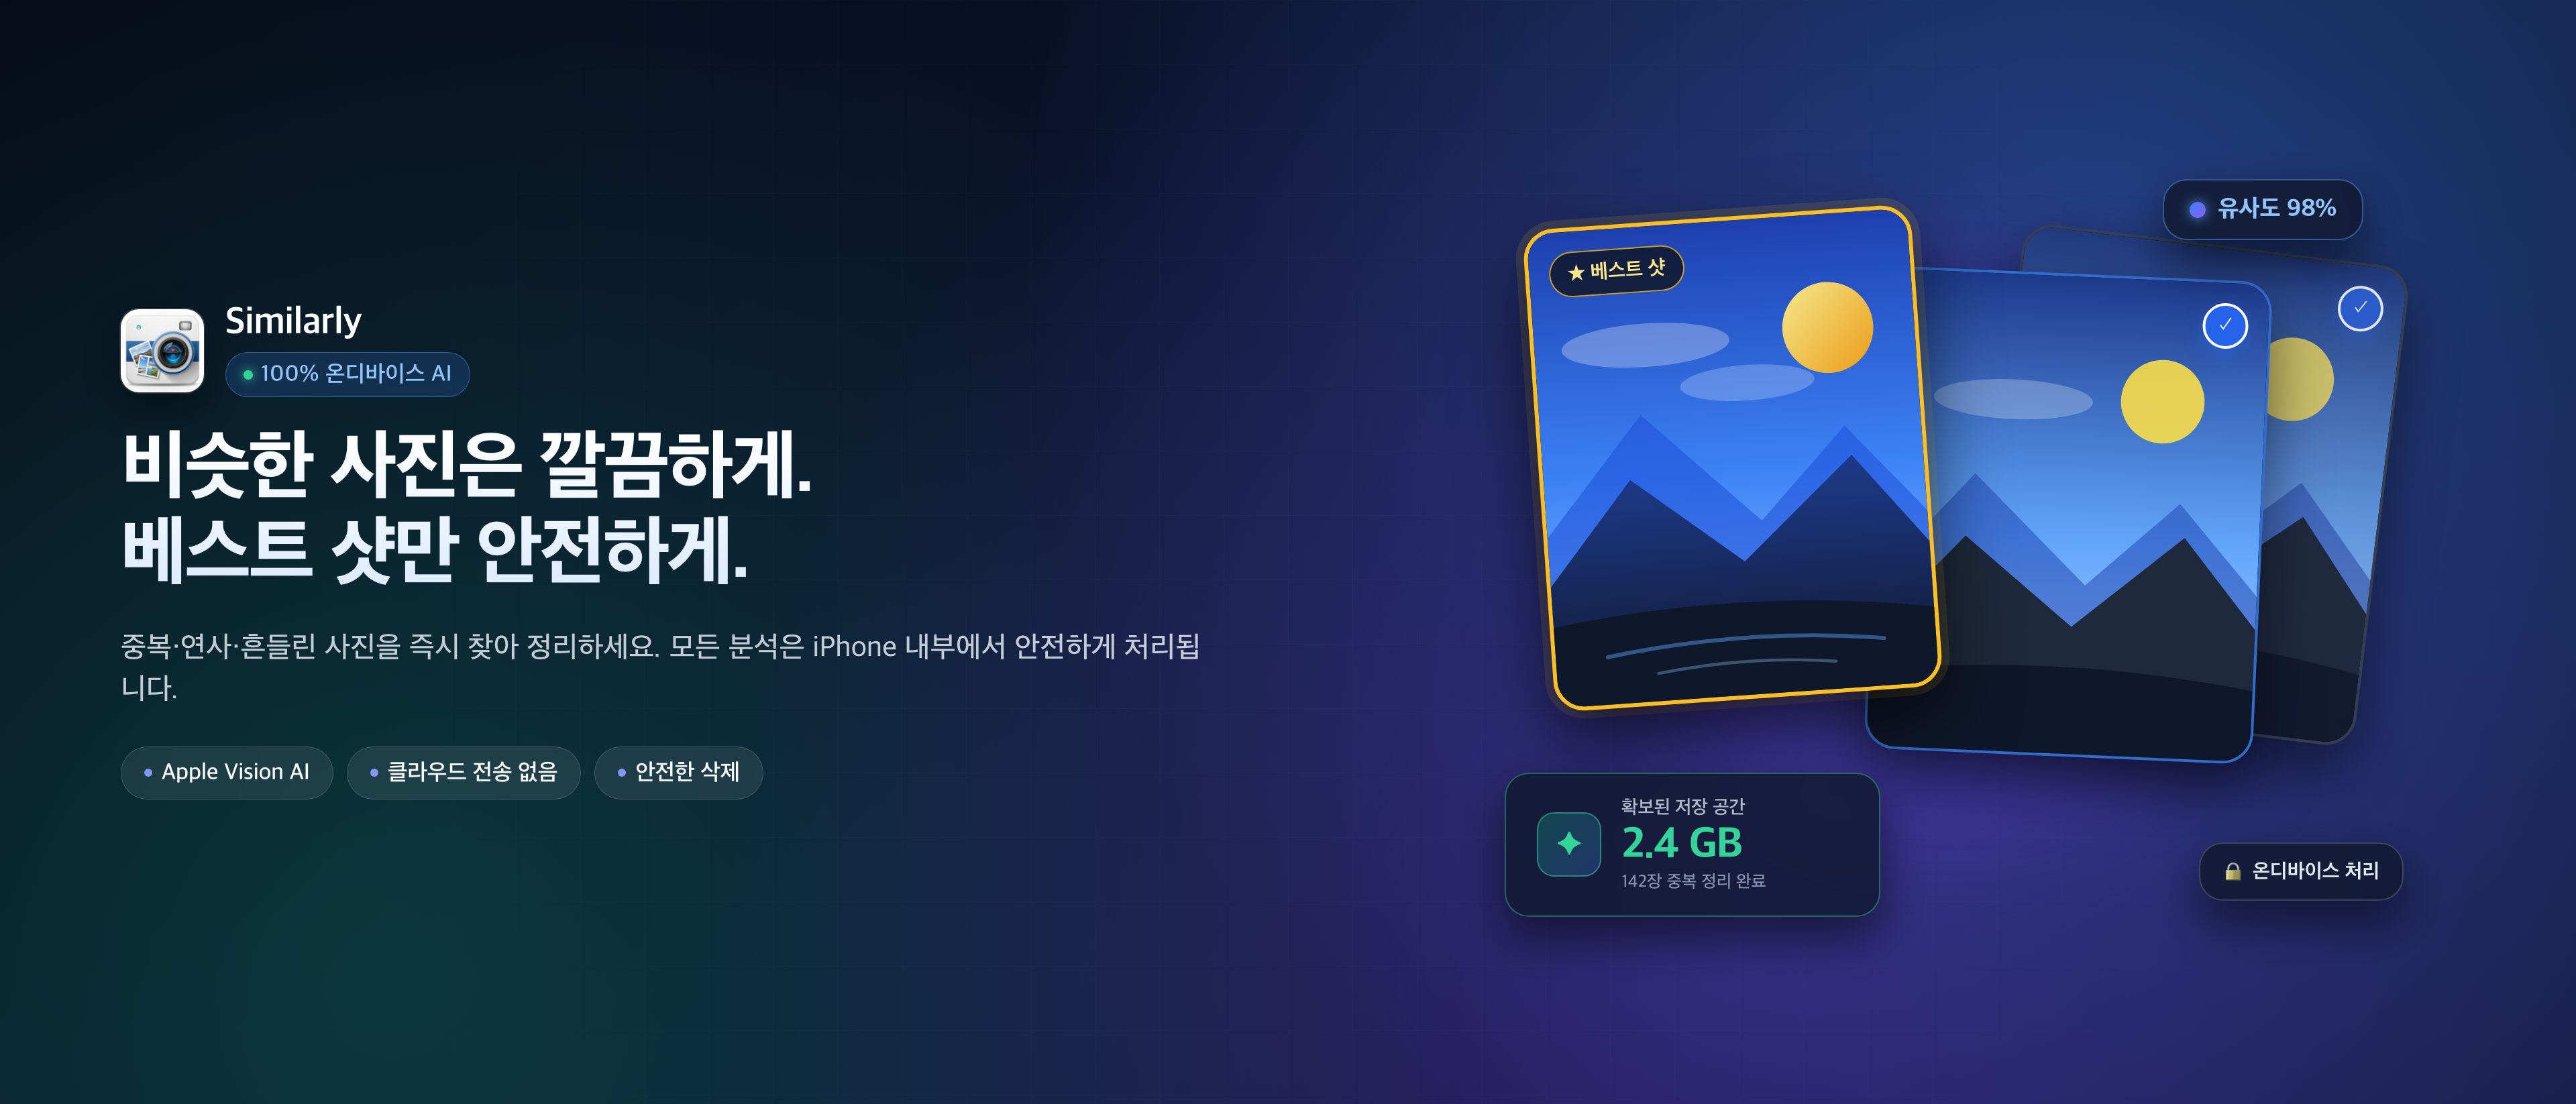 Similarly
100% 온디바이스 AI
비슷한 사진은 깔끔하게.
베스트 샷만 안전하게.
중복·연사·흔들린 사진을 즉시 찾아 정리하세요. 모든 분석은 iPhone 내부에서 안전하게 처리됩
니다.
Apple Vision AI
클라우드 전송 없음
안전한 삭제
유사도 98%
★ 베스트 샷
확보된 저장 공간
2.4 GB
142장 중복 정리 완료
온디바이스 처리